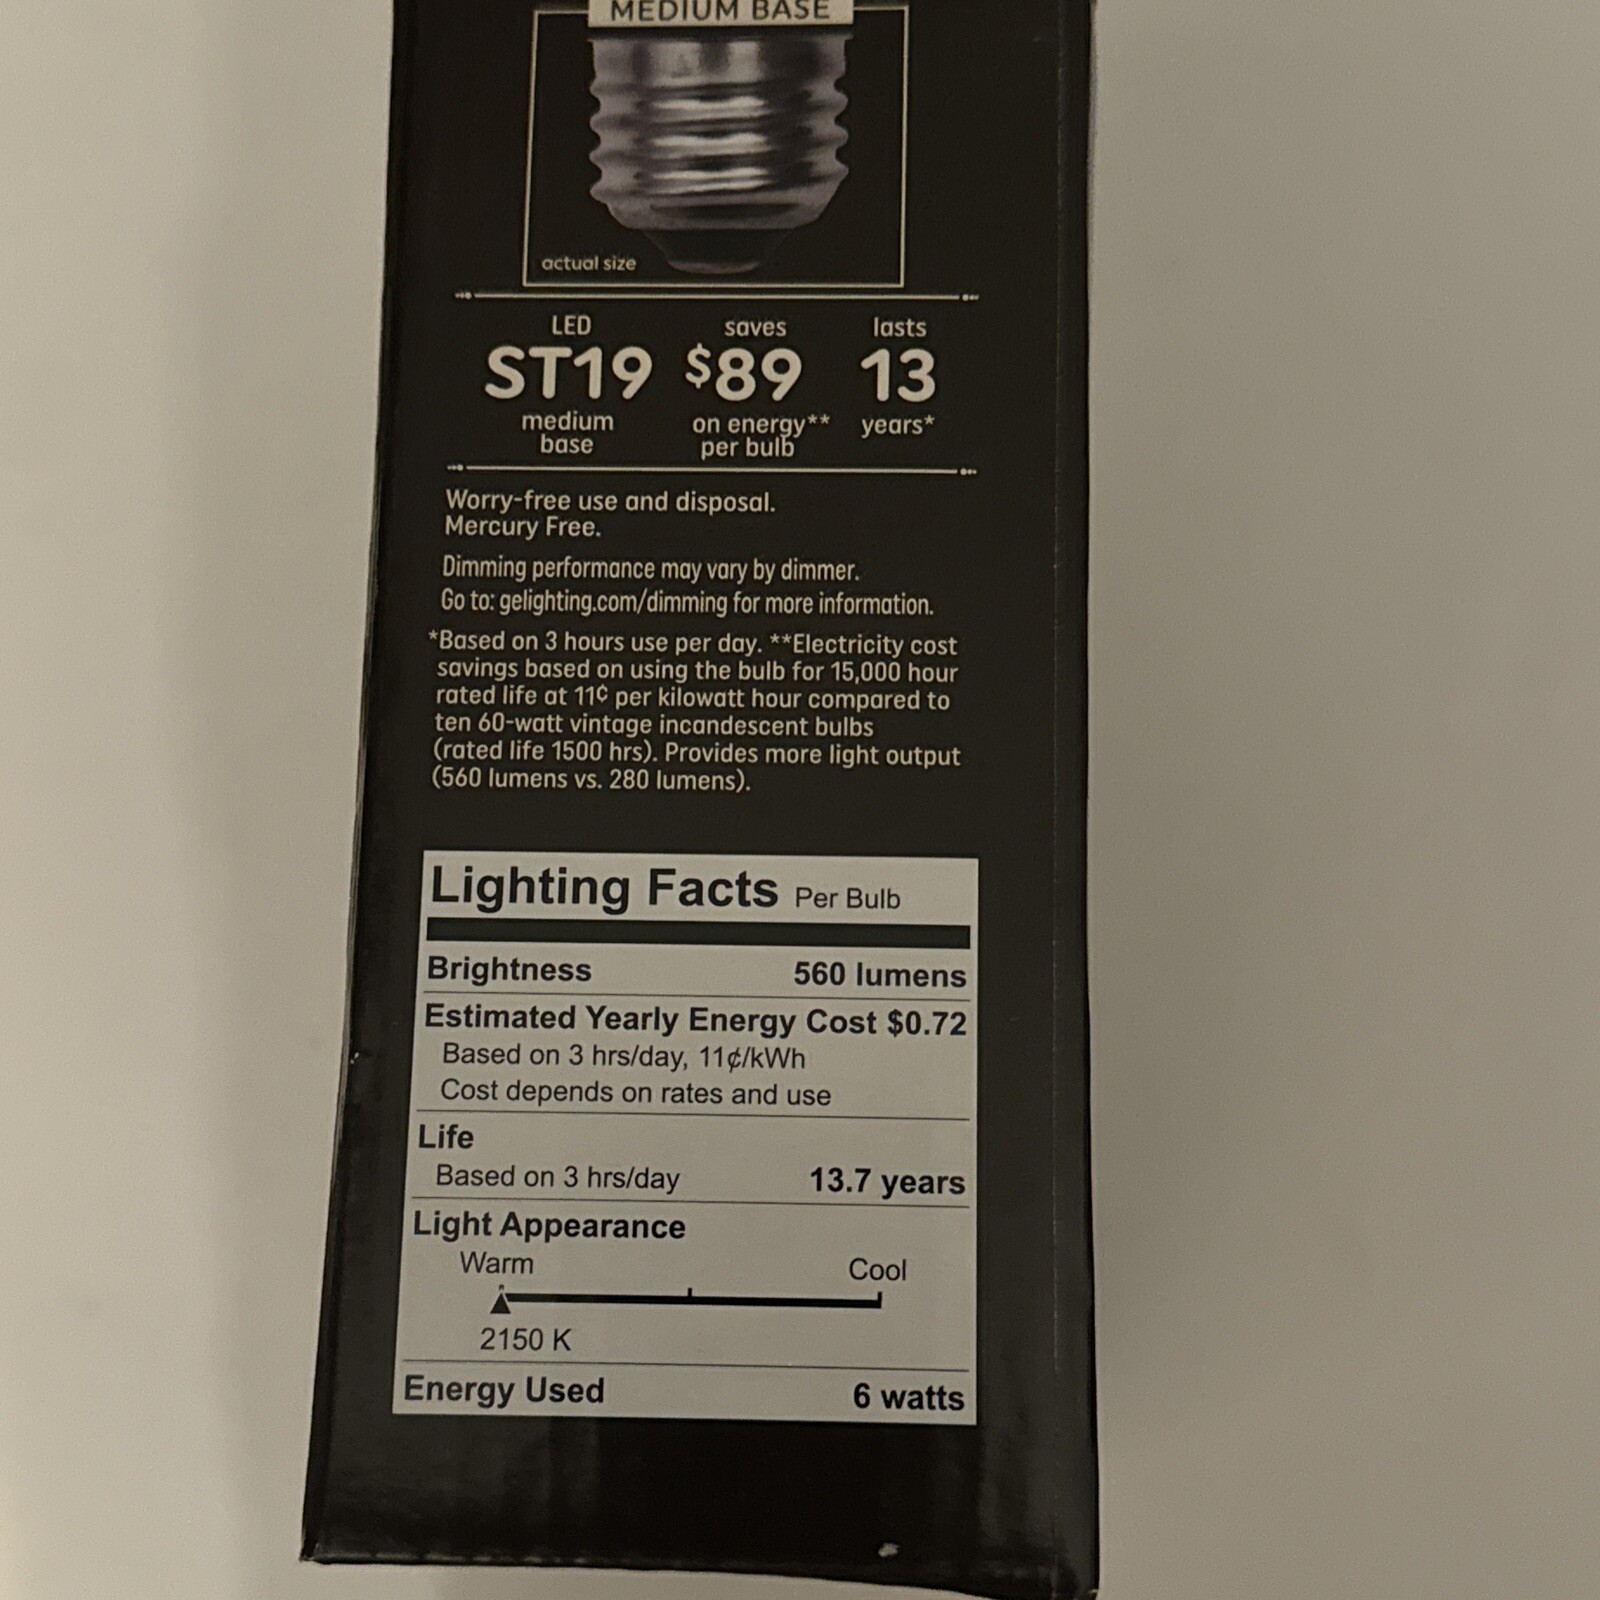 MEDIUM BASE
actual size
LED
ST19
medium
base
saves
$89
on energy**
per bulb
lasts
13
years*
Worry-free use and disposal.
Mercury Free.
Dimming performance may vary by dimmer.
Go to: gelighting.com/dimming for more information.
*Based on 3 hours use per day. **Electricity cost
savings based on using the bulb for 15,000 hour
rated life at 11¢ per kilowatt hour compared to
ten 60-watt vintage incandescent bulbs
(rated life 1500 hrs). Provides more light output
(560 lumens vs. 280 lumens).
Lighting Facts Per Bulb
Brightness 560 lumens
Estimated Yearly Energy Cost $0.72
Based on 3 hrs/day, 11¢/kWh
Cost depends on rates and use
Life
Based on 3 hrs/day 13.7 years
Light Appearance
Warm Cool
2150 K
Energy Used 6 watts